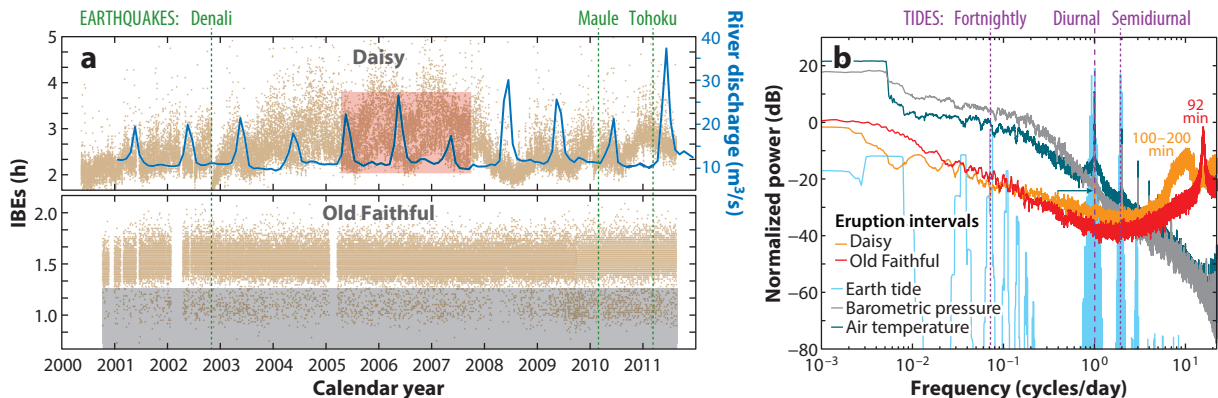 EARTHQUAKES: Denali Maule Tohoku
a
Daisy
5
4
3
2
40
30
20
10
River discharge (m³/s)
IBEs (h)
Old Faithful
2.0
1.5
1.0
2000 2001 2002 2003 2004 2005 2006 2007 2008 2009 2010 2011
Calendar year
TIDES: Fortnightly Diurnal Semidiurnal
b
20
0
−20
−40
−60
−80
Normalized power (dB)
92
min
100–200
min
Eruption intervals
Daisy
Old Faithful
Earth tide
Barometric pressure
Air temperature
10⁻³ 10⁻² 10⁻¹ 10⁰ 10¹
Frequency (cycles/day)